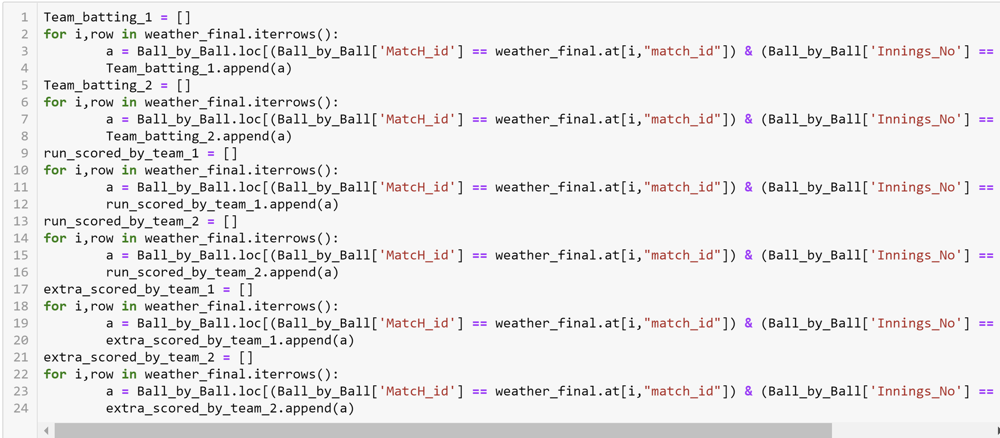 1 Team_batting_1 = []
2 for i,row in weather_final.iterrows():
3         a = Ball_by_Ball.loc[(Ball_by_Ball['MatcH_id'] == weather_final.at[i,"match_id"]) & (Ball_by_Ball['Innings_No'] ==
4         Team_batting_1.append(a)
5 Team_batting_2 = []
6 for i,row in weather_final.iterrows():
7         a = Ball_by_Ball.loc[(Ball_by_Ball['MatcH_id'] == weather_final.at[i,"match_id"]) & (Ball_by_Ball['Innings_No'] ==
8         Team_batting_2.append(a)
9 run_scored_by_team_1 = []
10 for i,row in weather_final.iterrows():
11         a = Ball_by_Ball.loc[(Ball_by_Ball['MatcH_id'] == weather_final.at[i,"match_id"]) & (Ball_by_Ball['Innings_No'] ==
12         run_scored_by_team_1.append(a)
13 run_scored_by_team_2 = []
14 for i,row in weather_final.iterrows():
15         a = Ball_by_Ball.loc[(Ball_by_Ball['MatcH_id'] == weather_final.at[i,"match_id"]) & (Ball_by_Ball['Innings_No'] ==
16         run_scored_by_team_2.append(a)
17 extra_scored_by_team_1 = []
18 for i,row in weather_final.iterrows():
19         a = Ball_by_Ball.loc[(Ball_by_Ball['MatcH_id'] == weather_final.at[i,"match_id"]) & (Ball_by_Ball['Innings_No'] ==
20         extra_scored_by_team_1.append(a)
21 extra_scored_by_team_2 = []
22 for i,row in weather_final.iterrows():
23         a = Ball_by_Ball.loc[(Ball_by_Ball['MatcH_id'] == weather_final.at[i,"match_id"]) & (Ball_by_Ball['Innings_No'] ==
24         extra_scored_by_team_2.append(a)